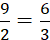 9/2 = 6/3